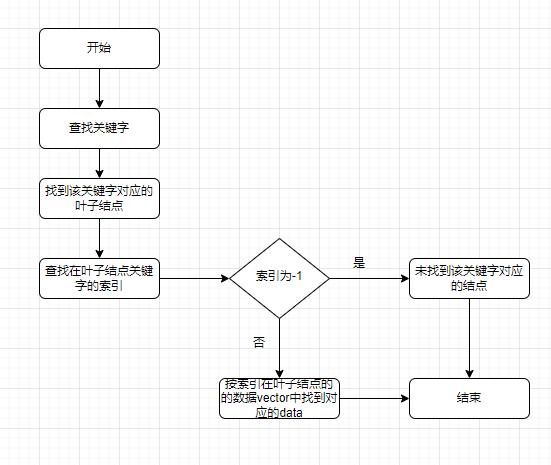 开始
查找关键字
找到该关键字对应的
叶子结点
查找在叶子结点关键
字的索引
索引为-1
是
未找到该关键字对应
的结点
否
按索引在叶子结点的
的数据vector中找到对
应的data
结束